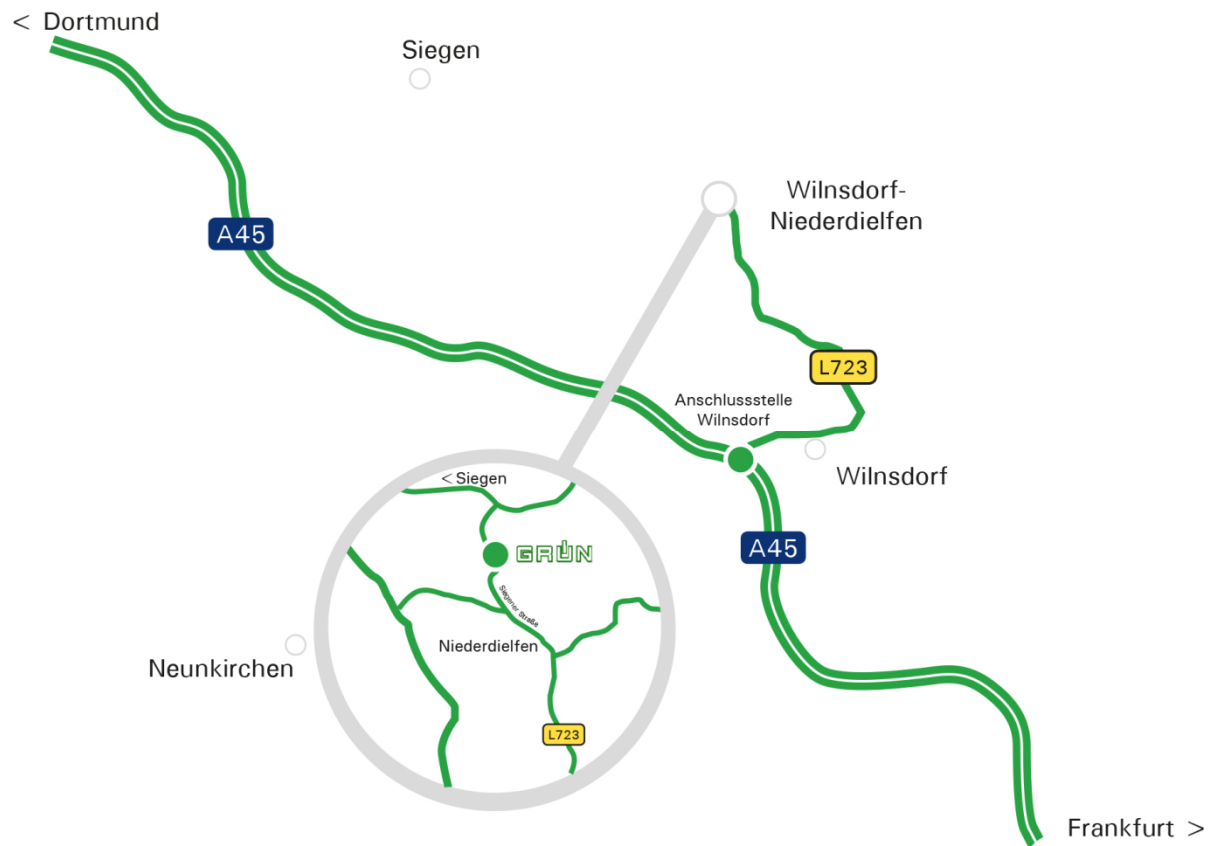 < Dortmund
Siegen
Wilnsdorf-
Niederdielfen
A45
L723
Anschlussstelle
Wilnsdorf
Wilnsdorf
< Siegen
A45
GRÜN
Siegener Straße
Niederdielfen
Neunkirchen
L723
Frankfurt >